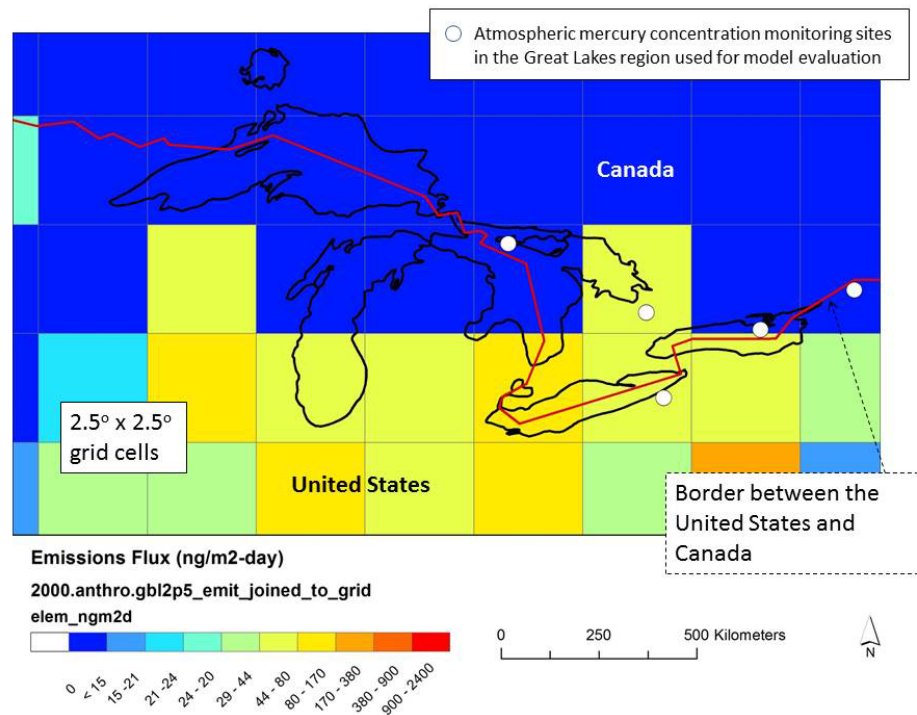 Atmospheric mercury concentration monitoring sites
in the Great Lakes region used for model evaluation
Canada
2.5° x 2.5°
grid cells
United States
Border between the
United States and
Canada
Emissions Flux (ng/m2-day)
2000.anthro.gbl2p5_emit_joined_to_grid
elem_ngm2d
0
< 15
15 -21
21 -24
24 - 20
29 - 44
44 - 80
80 - 170
170 - 380
380 - 900
900 - 2400
0 250 500 Kilometers
N